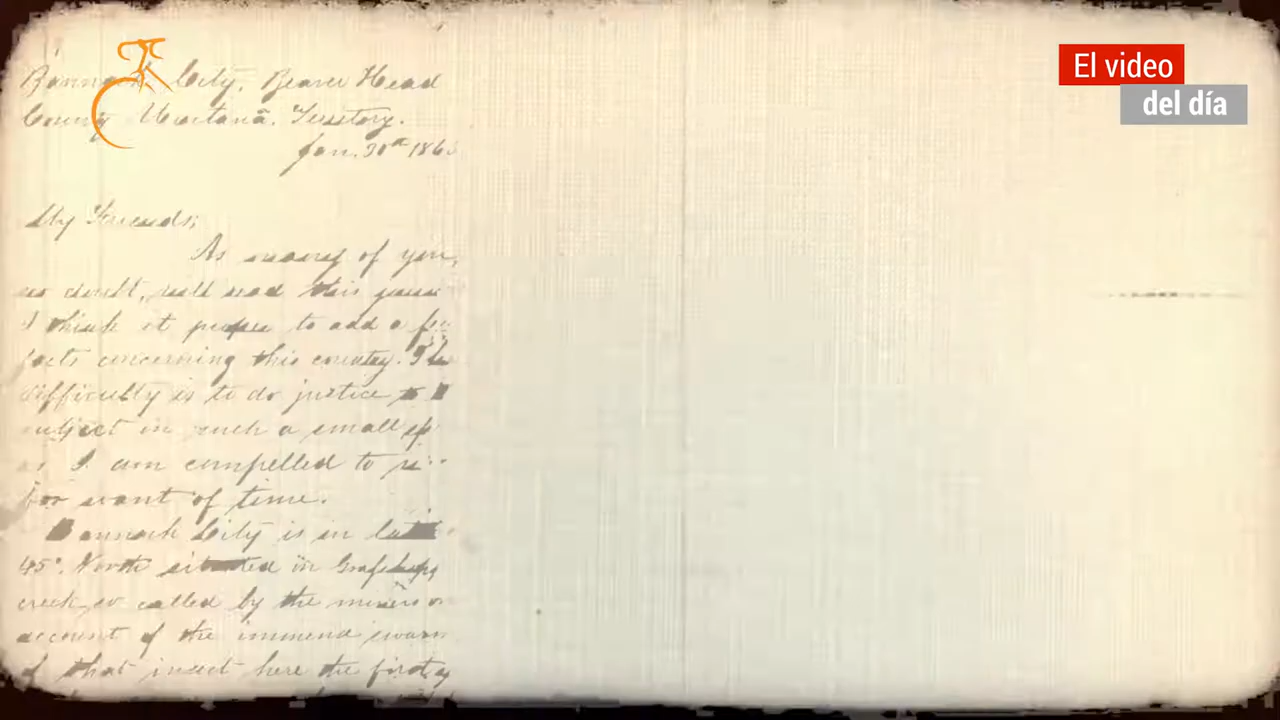 Bannack City, Beaver Head
County Montana Territory.
Jan. 30th 186
My Friends;
As many of you,
no doubt, will read this
I think it proper to add a few
facts concerning this country. The
difficulty is to do justice to
subject in such a small
as I am compelled to
for want of time.
Bannack City is in
45°. North situated in
creek, so called by the miners on
account of the immense swarm
of that insect here the first
El video
del día